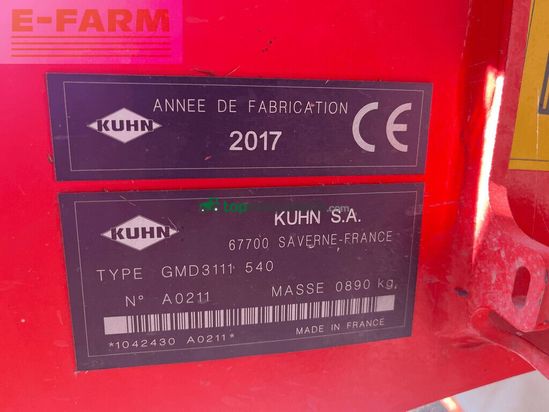 E-FARM
KUHN
ANNEE DE FABRICATION
2017
CE
KUHN
KUHN S.A.
67700 SAVERNE-FRANCE
TYPE GMD3111 540
N° A0211 MASSE 0890 kg
*1042430 A0211*
MADE IN FRANCE